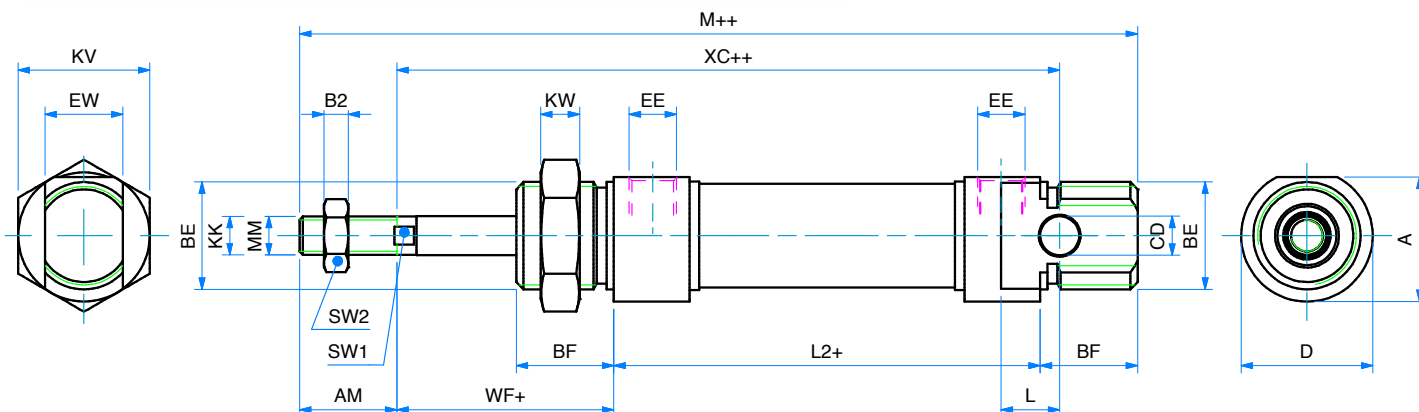 M++
KV
XC++
EW
B2
KW
EE
EE
BE
KK
MM
CD
BE
A
SW2
SW1
BF
L2+
BF
D
AM
WF+
L